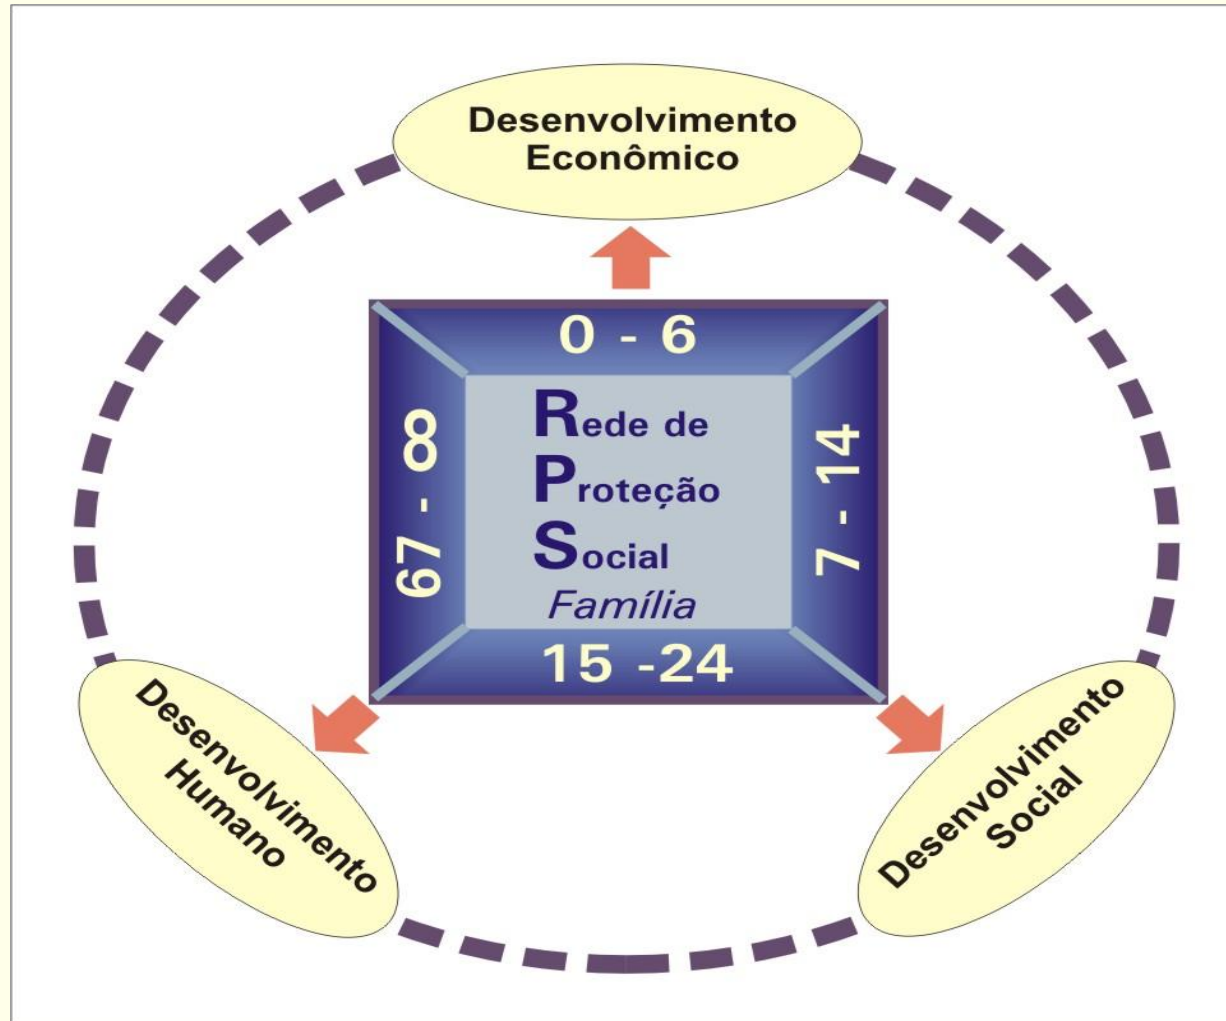 Desenvolvimento
Econômico
0 - 6
67 - 8
Rede de
Proteção
Social
Família
7 - 14
15 -24
Desenvolvimento
Humano
Desenvolvimento
Social